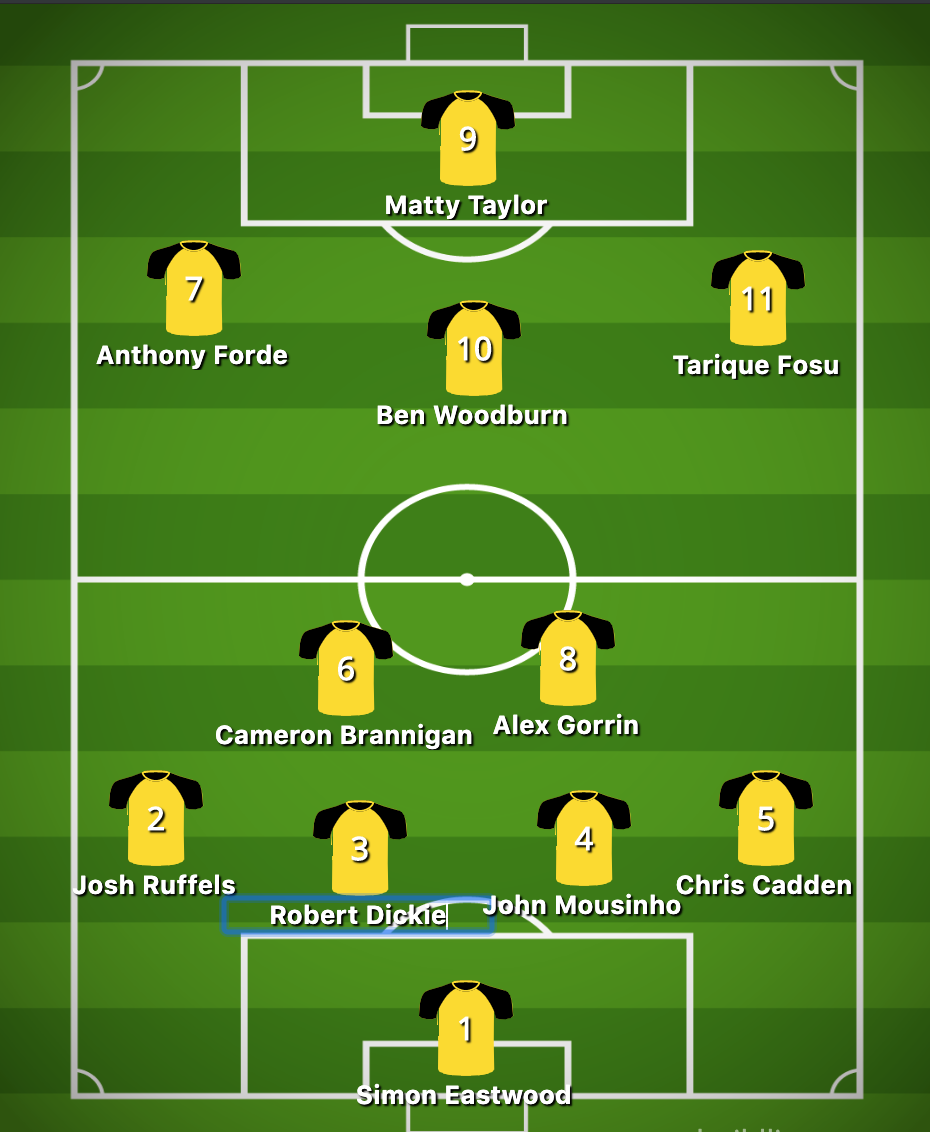 9
Matty Taylor
7
Anthony Forde
11
Tarique Fosu
10
Ben Woodburn
6
Cameron Brannigan
8
Alex Gorrin
2
Josh Ruffels
3
Robert Dickie
4
John Mousinho
5
Chris Cadden
1
Simon Eastwood